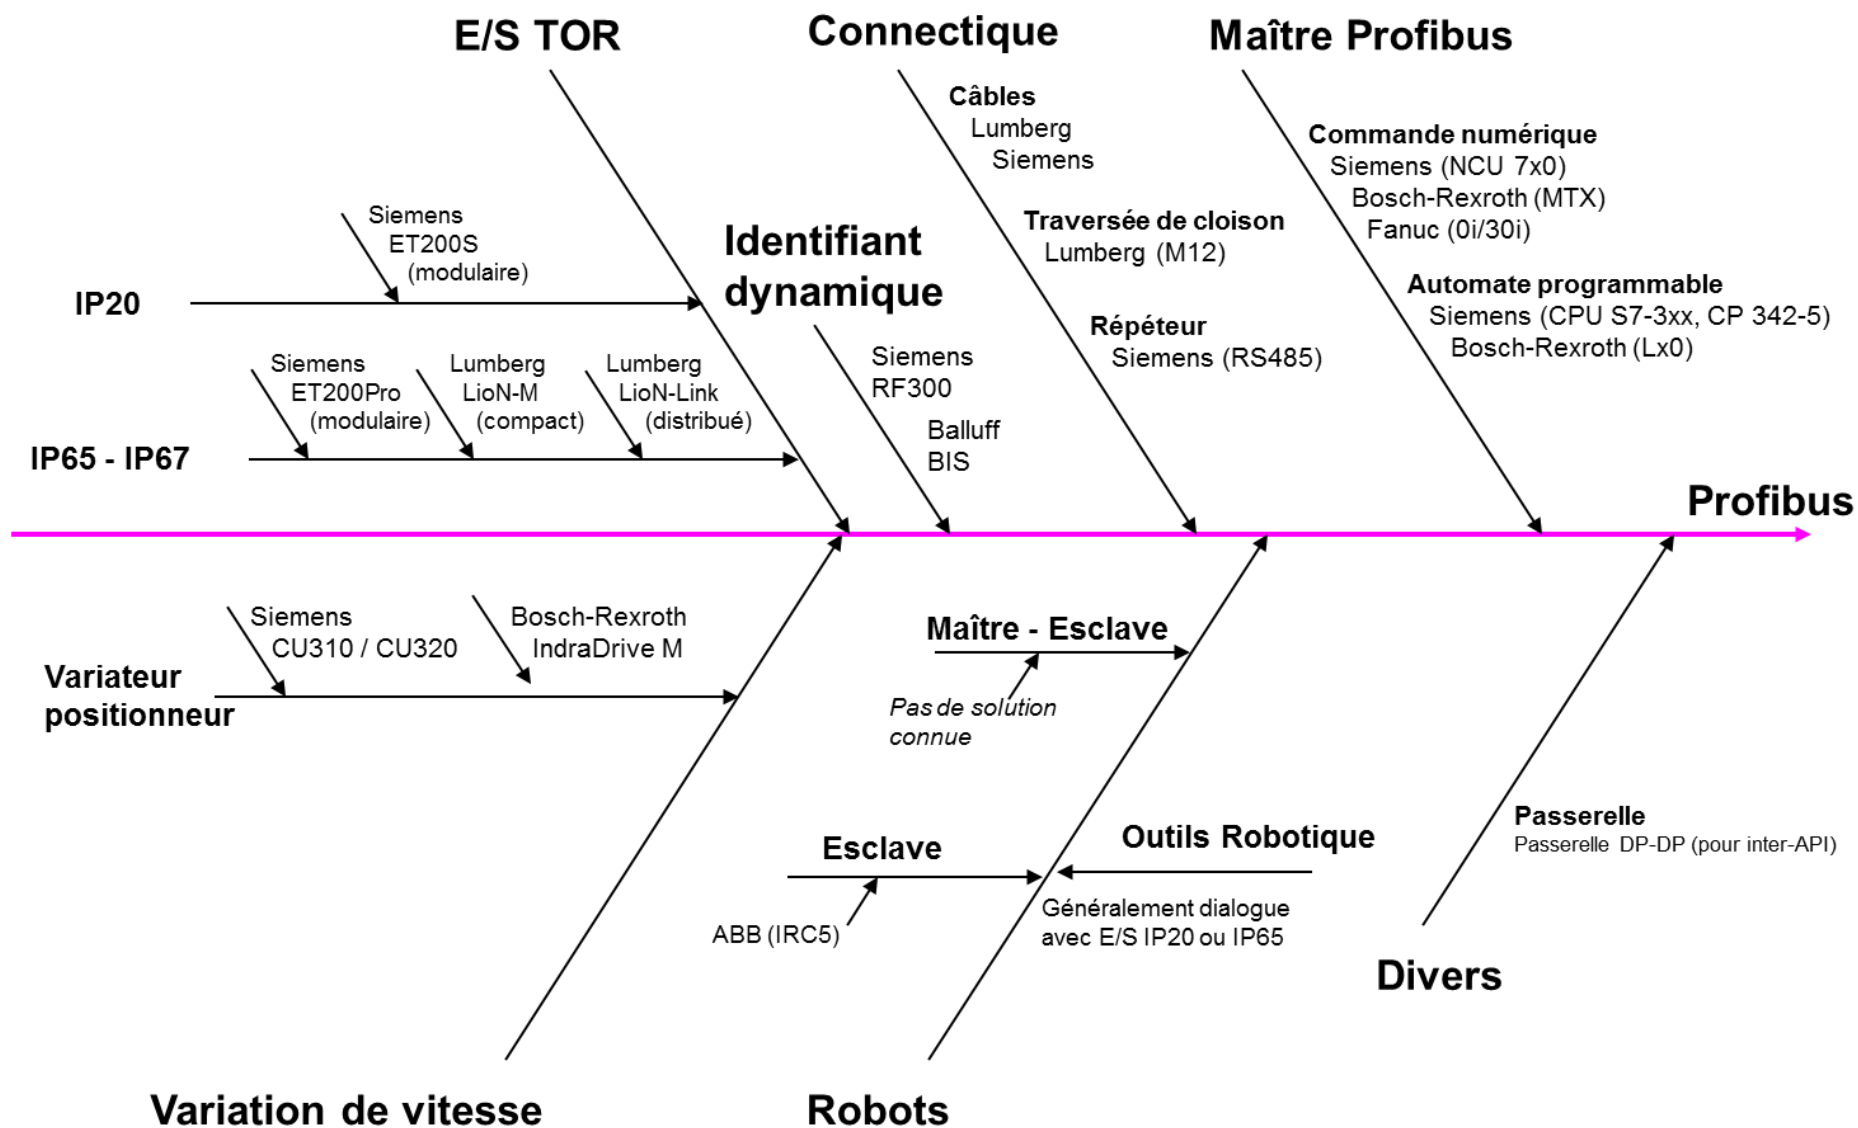 E/S TOR
Connectique
Maître Profibus
Câbles
Lumberg
Siemens
Commande numérique
Siemens (NCU 7x0)
Bosch-Rexroth (MTX)
Fanuc (0i/30i)
Siemens
ET200S
(modulaire)
IP20
Identifiant
dynamique
Traversée de cloison
Lumberg (M12)
Automate programmable
Siemens (CPU S7-3xx, CP 342-5)
Bosch-Rexroth (Lx0)
Répéteur
Siemens (RS485)
Siemens
RF300
Balluff
BIS
Siemens
ET200Pro
(modulaire)
Lumberg
LioN-M
(compact)
Lumberg
LioN-Link
(distribué)
IP65 - IP67
Profibus
Siemens
CU310 / CU320
Bosch-Rexroth
IndraDrive M
Variateur
positionneur
Maître - Esclave
Pas de solution
connue
Esclave
ABB (IRC5)
Outils Robotique
Généralement dialogue
avec E/S IP20 ou IP65
Passerelle
Passerelle DP-DP (pour inter-API)
Divers
Variation de vitesse
Robots